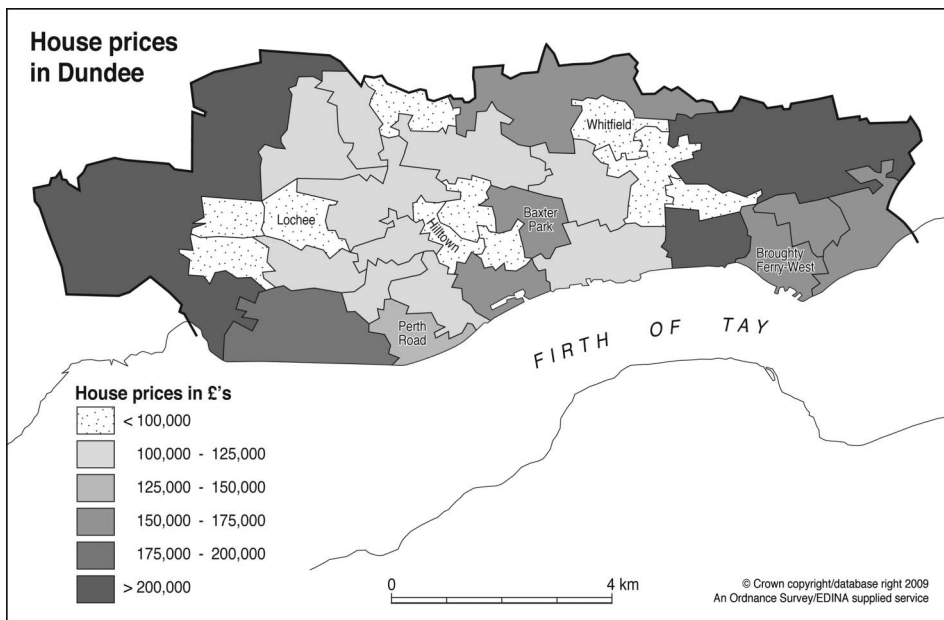 House prices
in Dundee
Whitfield
Lochee
Hilltown
Baxter
Park
Broughty
Ferry-West
Perth
Road
FIRTH OF TAY
House prices in £'s
< 100,000
100,000 - 125,000
125,000 - 150,000
150,000 - 175,000
175,000 - 200,000
> 200,000
0 4 km
© Crown copyright/database right 2009
An Ordnance Survey/EDINA supplied service